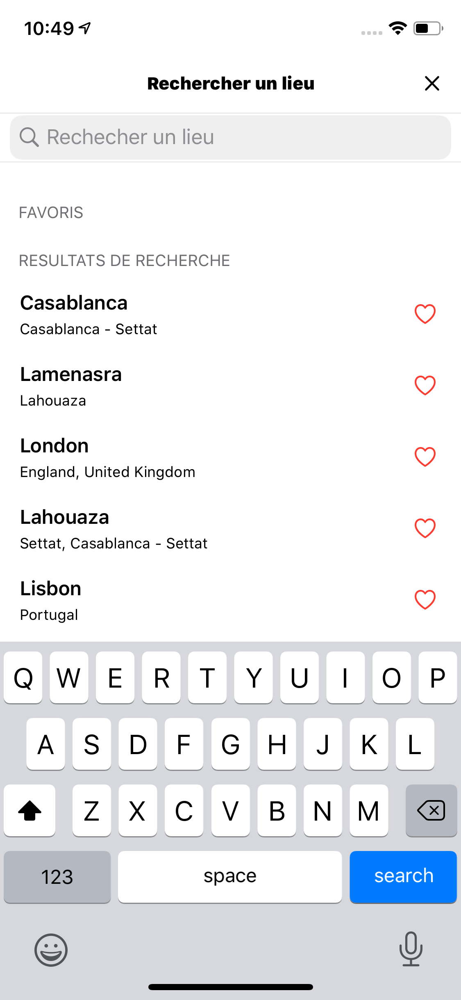 10:49
Rechercher un lieu
Rechecher un lieu
FAVORIS
RESULTATS DE RECHERCHE
Casablanca
Casablanca - Settat
Lamenasra
Lahouaza
London
England, United Kingdom
Lahouaza
Settat, Casablanca - Settat
Lisbon
Portugal
Q W E R T Y U I O P
A S D F G H J K L
Z X C V B N M
123 space search